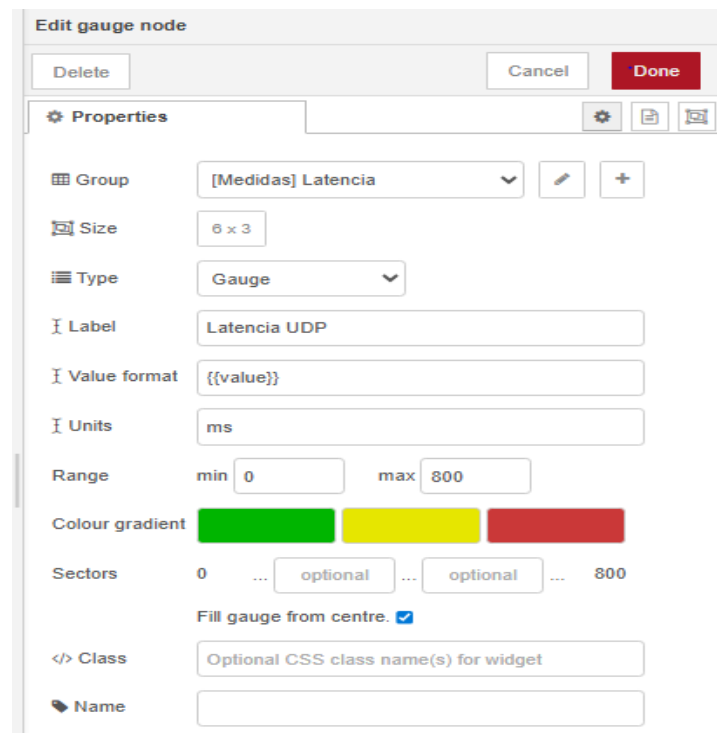 Edit gauge node
Delete Cancel Done
Properties
Group [Medidas] Latencia
Size 6 x 3
Type Gauge
Label Latencia UDP
Value format {{value}}
Units ms
Range min 0 max 800
Colour gradient
Sectors 0 ... optional ... optional ... 800
Fill gauge from centre.
</> Class Optional CSS class name(s) for widget
Name